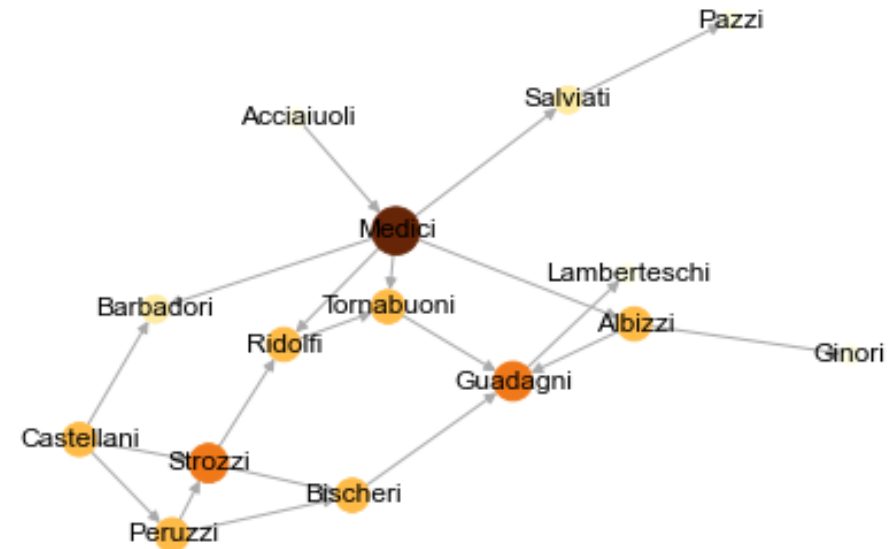 Pazzi
Salviati
Acciaiuoli
Medici
Lamberteschi
Barbadori
Tornabuoni
Albizzi
Ridolfi
Ginori
Guadagni
Castellani
Strozzi
Bischeri
Peruzzi